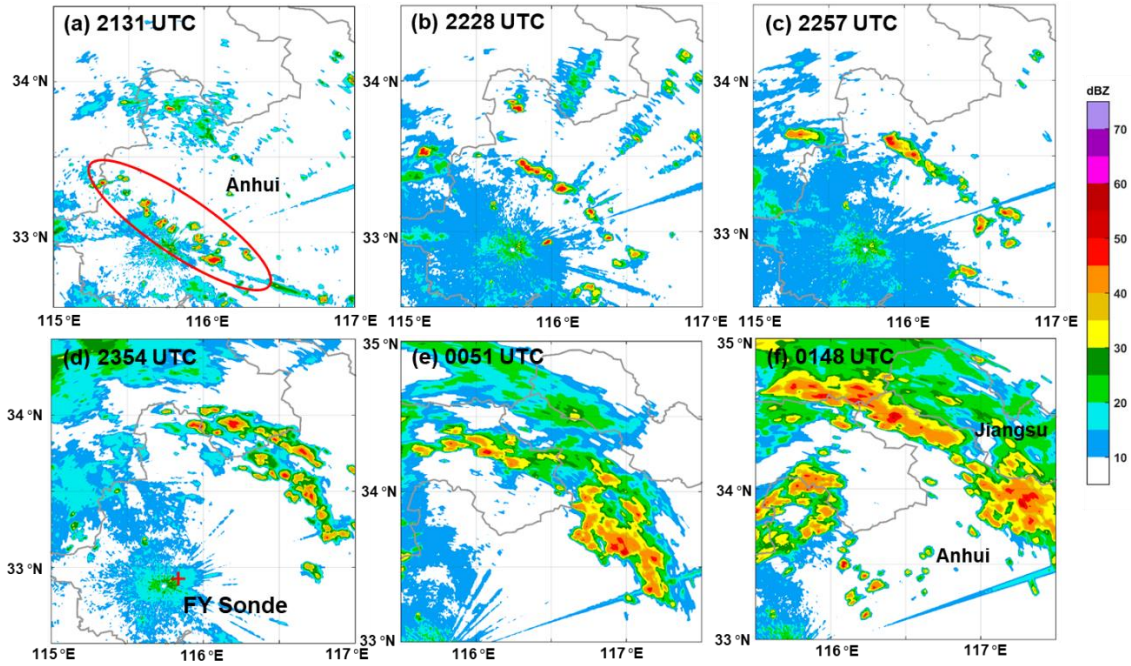 (a) 2131 UTC
(b) 2228 UTC
(c) 2257 UTC
dBZ
70
60
50
40
30
20
10
34 °N
33 °N
Anhui
115 °E
116 °E
117 °E
34 °N
33 °N
115 °E
116 °E
117 °E
34 °N
33 °N
115 °E
116 °E
117 °E
(d) 2354 UTC
(e) 0051 UTC
(f) 0148 UTC
34 °N
33 °N
FY Sonde
115 °E
116 °E
117 °E
35 °N
34 °N
33 °N
116 °E
117 °E
35 °N
34 °N
33 °N
Jiangsu
Anhui
116 °E
117 °E